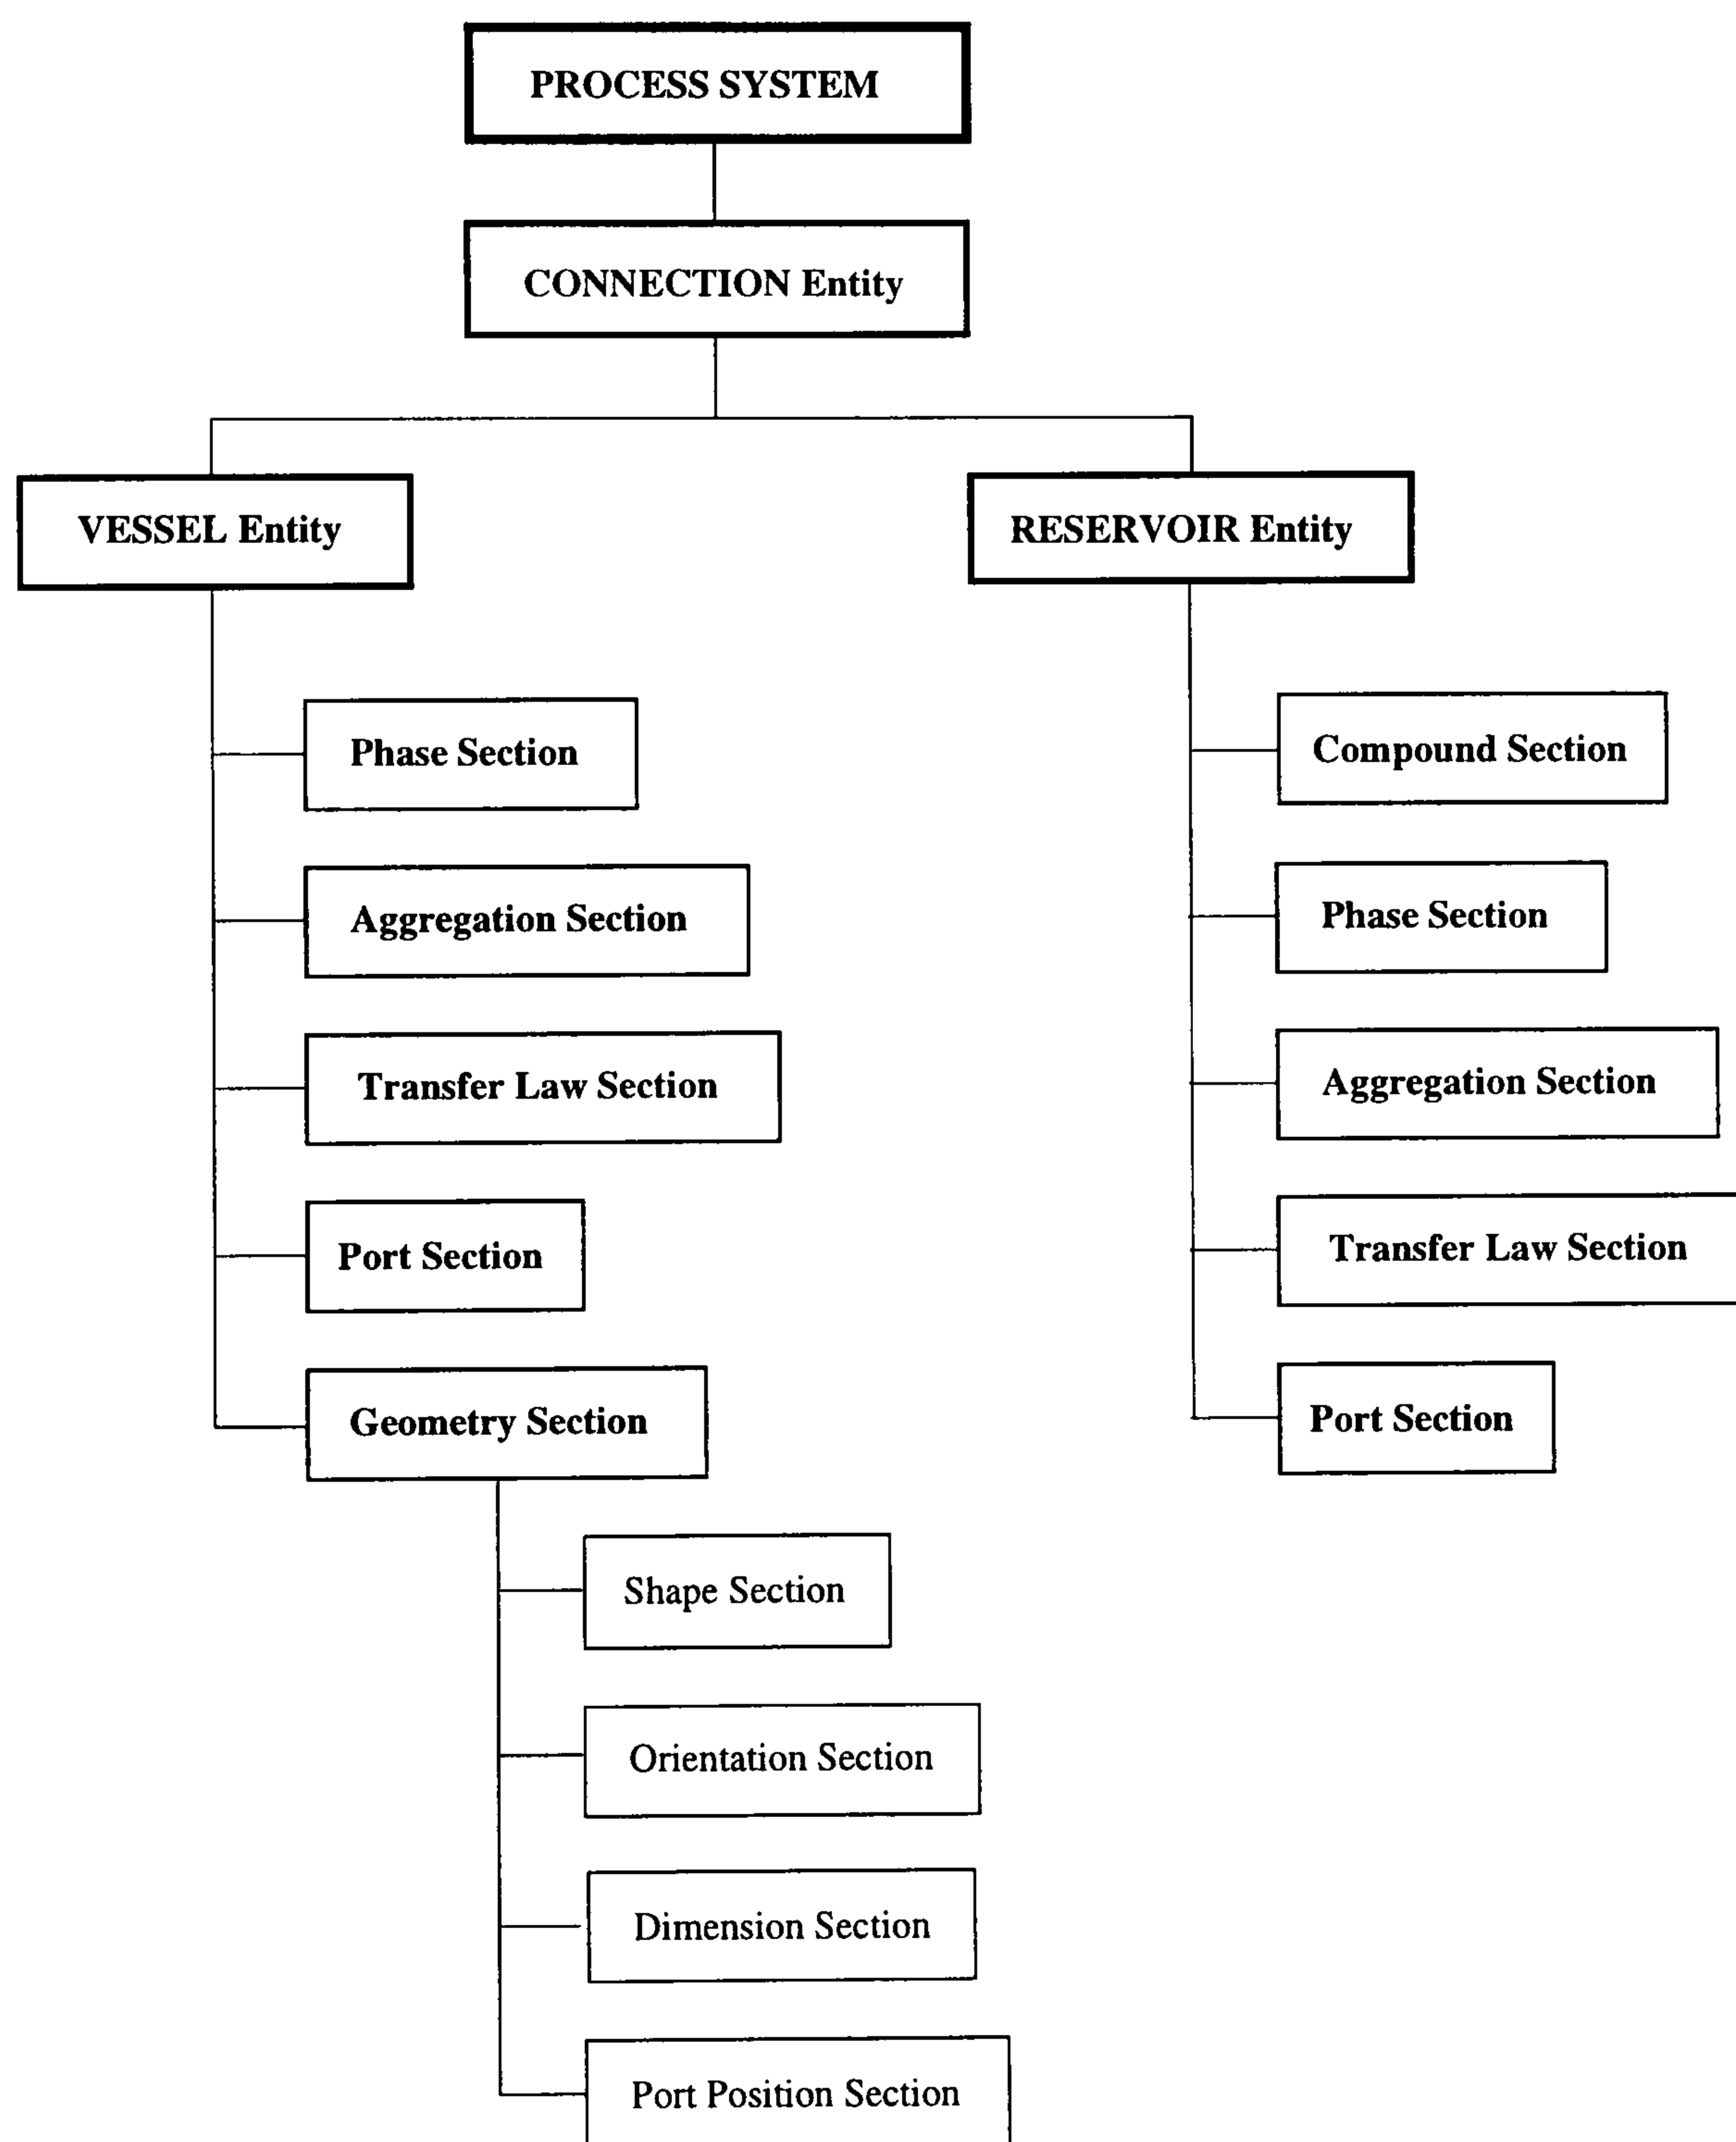 PROCESS SYSTEM
CONNECTION Entity
VESSEL Entity
RESERVOIR Entity
Phase Section
Aggregation Section
Transfer Law Section
Port Section
Geometry Section
Shape Section
Orientation Section
Dimension Section
Port Position Section
Compound Section
Phase Section
Aggregation Section
Transfer Law Section
Port Section